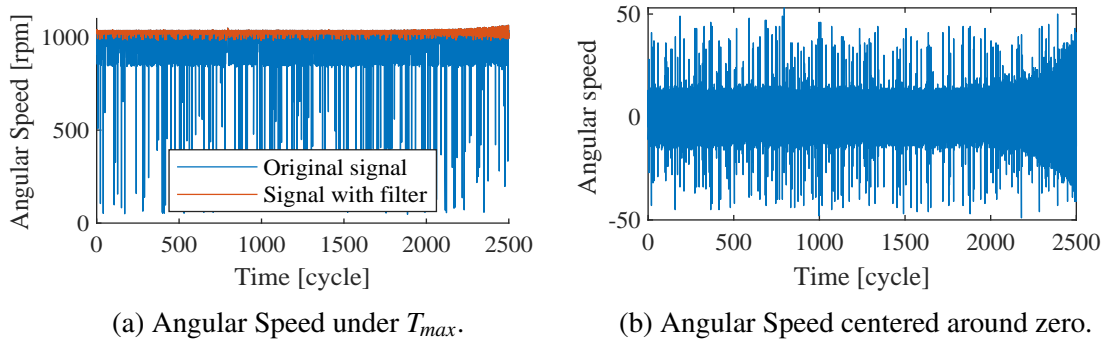 1000
500
0
Angular Speed [rpm]
Original signal
Signal with filter
0 500 1000 1500 2000 2500
Time [cycle]
(a) Angular Speed under Tmax.
50
0
-50
Angular speed
0 500 1000 1500 2000 2500
Time [cycle]
(b) Angular Speed centered around zero.